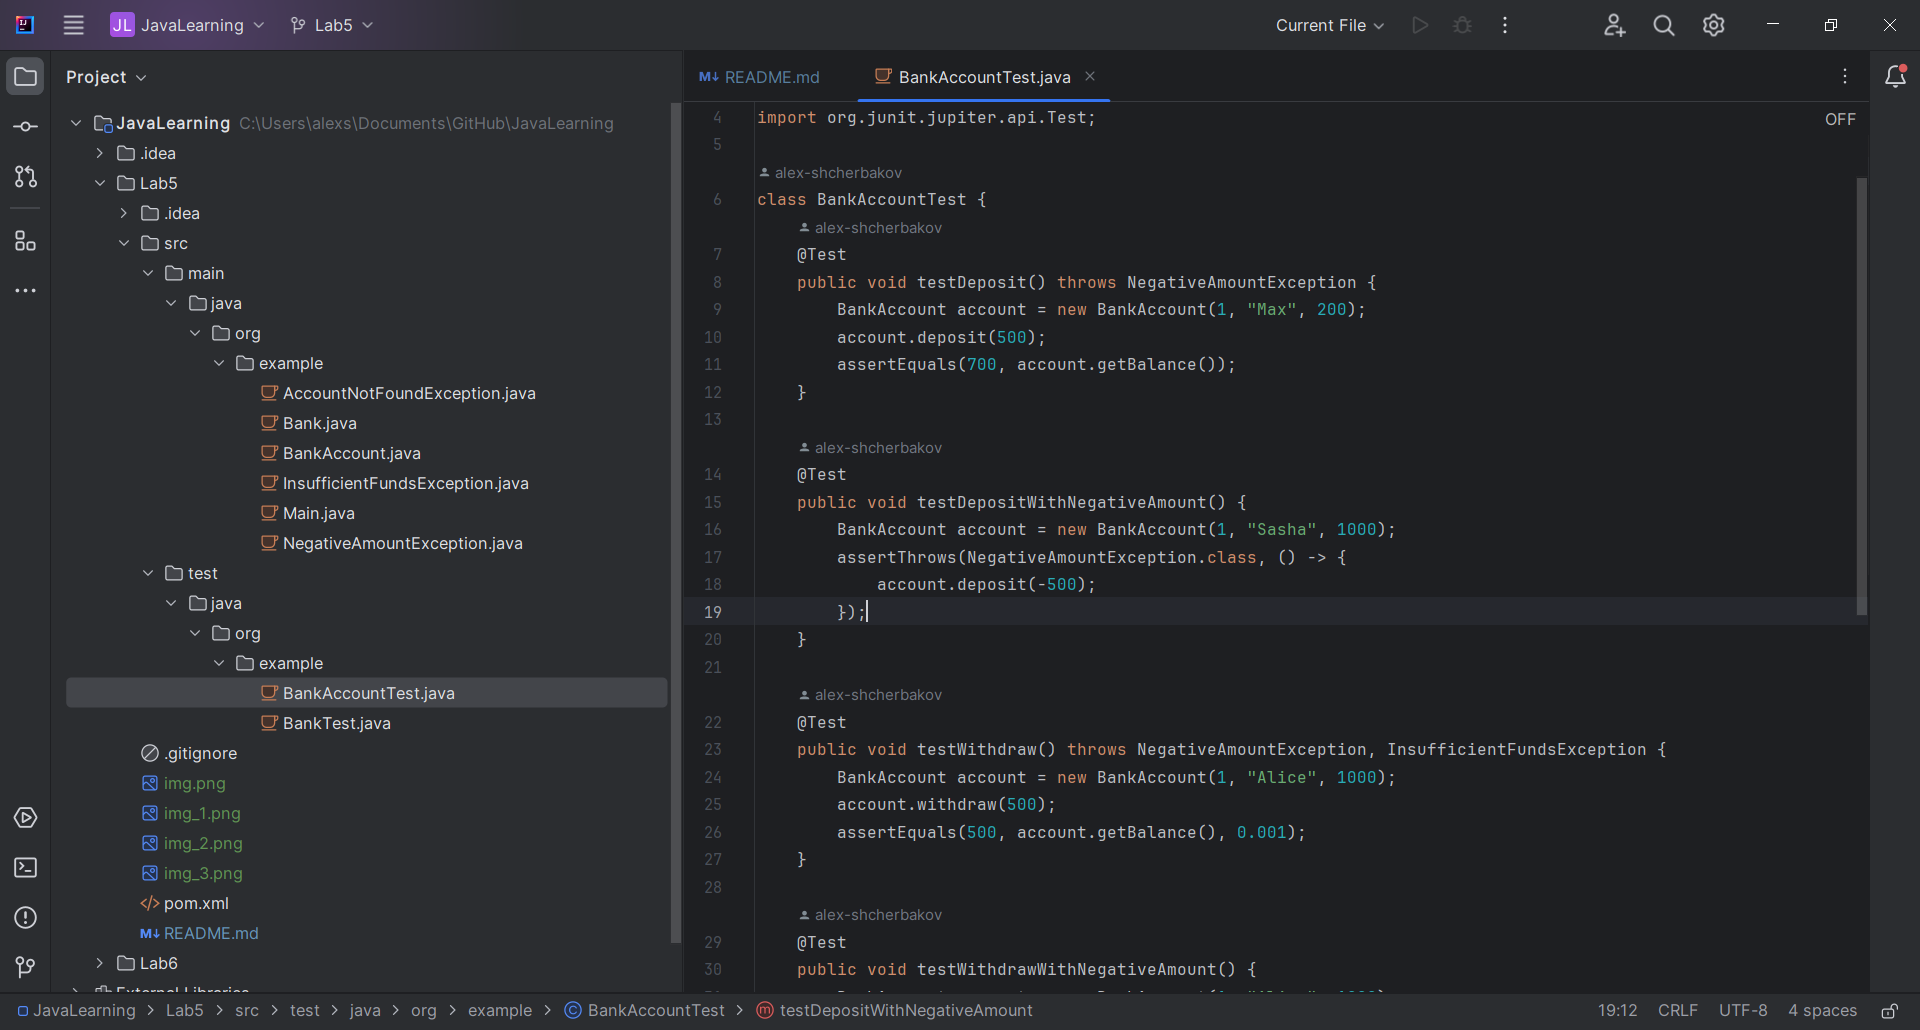 JL JavaLearning Lab5 Current File
Project
JavaLearning C:\Users\alexs\Documents\GitHub\JavaLearning
.idea
Lab5
.idea
src
main
java
org
example
AccountNotFoundException.java
Bank.java
BankAccount.java
InsufficientFundsException.java
Main.java
NegativeAmountException.java
test
java
org
example
BankAccountTest.java
BankTest.java
.gitignore
img.png
img_1.png
img_2.png
img_3.png
pom.xml
M↓ README.md
Lab6
External Libraries
M↓ README.md BankAccountTest.java
OFF
4 import org.junit.jupiter.api.Test;
5
alex-shcherbakov
6 class BankAccountTest {
alex-shcherbakov
7 @Test
8 public void testDeposit() throws NegativeAmountException {
9 BankAccount account = new BankAccount(1, "Max", 200);
10 account.deposit(500);
11 assertEquals(700, account.getBalance());
12 }
13
alex-shcherbakov
14 @Test
15 public void testDepositWithNegativeAmount() {
16 BankAccount account = new BankAccount(1, "Sasha", 1000);
17 assertThrows(NegativeAmountException.class, () -> {
18 account.deposit(-500);
19 });
20 }
21
alex-shcherbakov
22 @Test
23 public void testWithdraw() throws NegativeAmountException, InsufficientFundsException {
24 BankAccount account = new BankAccount(1, "Alice", 1000);
25 account.withdraw(500);
26 assertEquals(500, account.getBalance(), 0.001);
27 }
28
alex-shcherbakov
29 @Test
30 public void testWithdrawWithNegativeAmount() {
JavaLearning > Lab5 > src > test > java > org > example > BankAccountTest > testDepositWithNegativeAmount 19:12 CRLF UTF-8 4 spaces